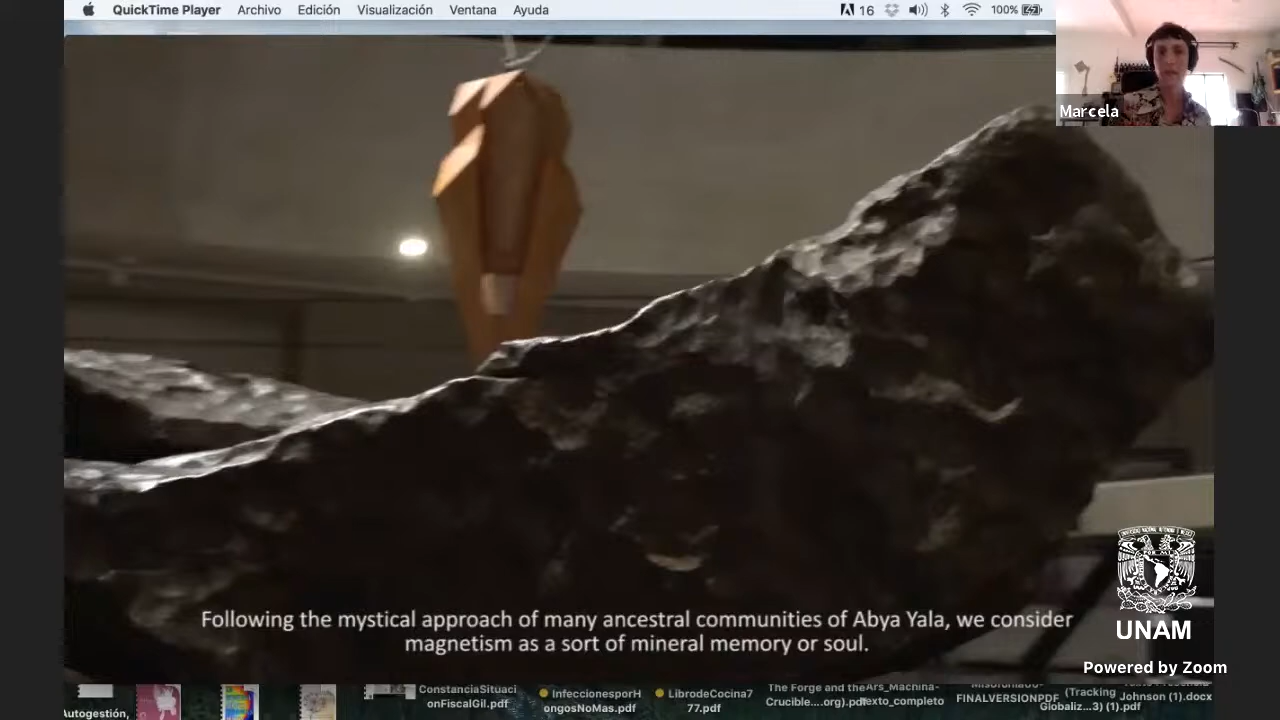 QuickTime Player Archivo Edición Visualización Ventana Ayuda 16 100%
Marcela
Following the mystical approach of many ancestral communities of Abya Yala, we consider
magnetism as a sort of mineral memory or soul.
UNAM
Powered by Zoom
Autogestión,
ConstanciaSituaci
onFiscalGif.pdf
InfeccionesporH
ongosNoMas.pdf
LibrodeCocina7
77.pdf
The Forge and the
Crucible....org).pdf
Ars_Machina-
Texto_completo
FINALVERSIONPDF
(Tracking
Globaliz...3) (1).pdf
Johnson (1).docx